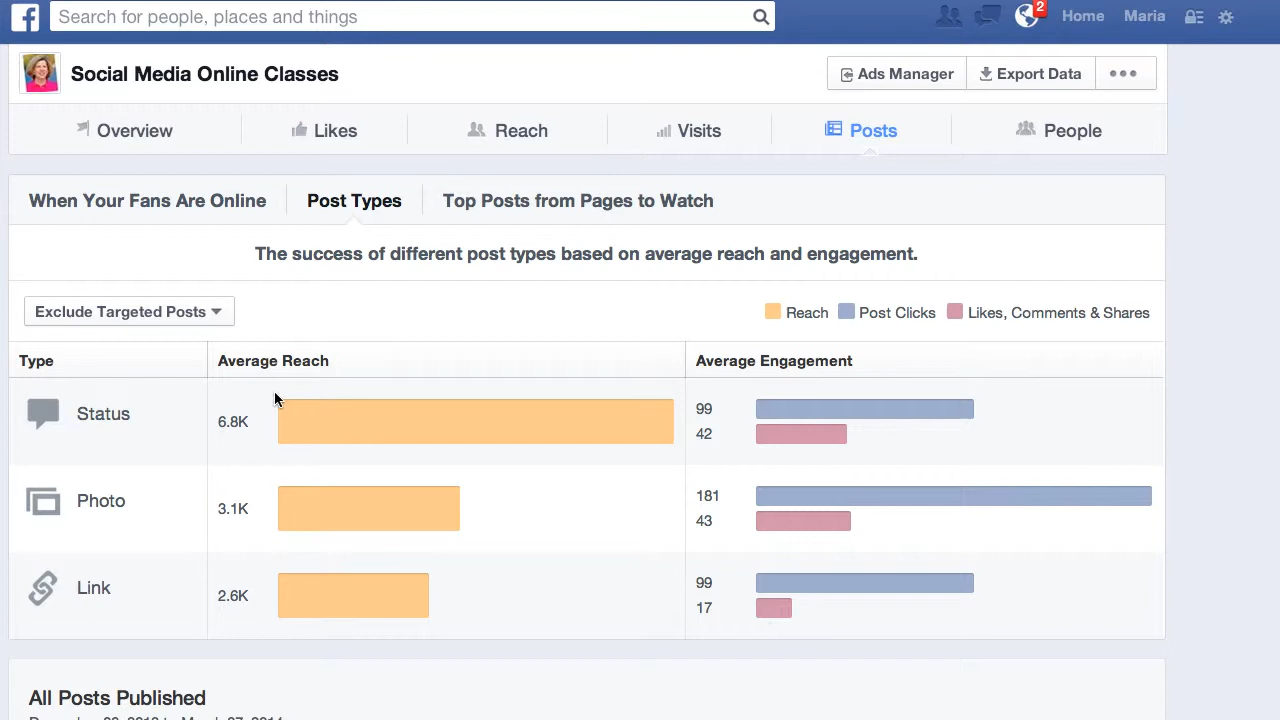 f Search for people, places and things 2 Home Maria
Social Media Online Classes Ads Manager Export Data
Overview Likes Reach Visits Posts People
When Your Fans Are Online Post Types Top Posts from Pages to Watch
The success of different post types based on average reach and engagement.
Exclude Targeted Posts Reach Post Clicks Likes, Comments & Shares
Type Average Reach Average Engagement
Status 6.8K 99
42
Photo 3.1K 181
43
Link 2.6K 99
17
All Posts Published